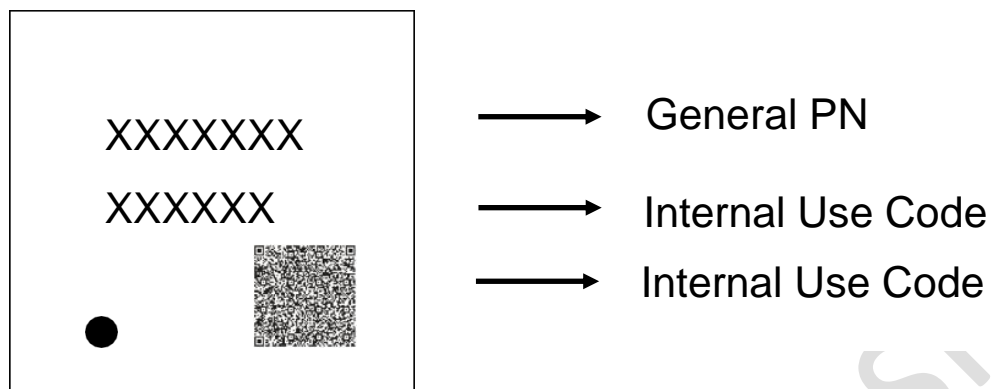 XXXXXXX
General PN
XXXXXX
Internal Use Code
Internal Use Code